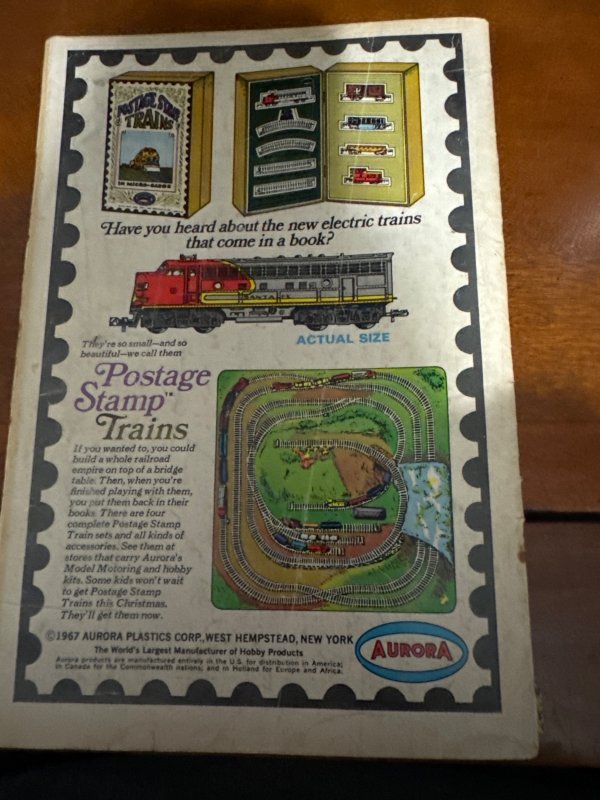 POSTAGE STAMP
TRAINS
IN MICRO-GAUGE
Have you heard about the new electric trains
that come in a book?
SANTA FE
They're so small—and so
beautiful—we call them
ACTUAL SIZE
Postage
Stamp™
Trains
If you wanted to, you could
build a whole railroad
empire on top of a bridge
table. Then, when you're
finished playing with them,
you put them back in their
books. There are four
complete Postage Stamp
Train sets and all kinds of
accessories. See them at
stores that carry Aurora's
Model Motoring and hobby
kits. Some kids won't wait
to get Postage Stamp
Trains this Christmas.
They'll get them now.
©1967 AURORA PLASTICS CORP., WEST HEMPSTEAD, NEW YORK
The World's Largest Manufacturer of Hobby Products
Aurora products are manufactured entirely in the U.S. for distribution in America;
in Canada for the Commonwealth nations; and in Holland for Europe and Africa.
AURORA